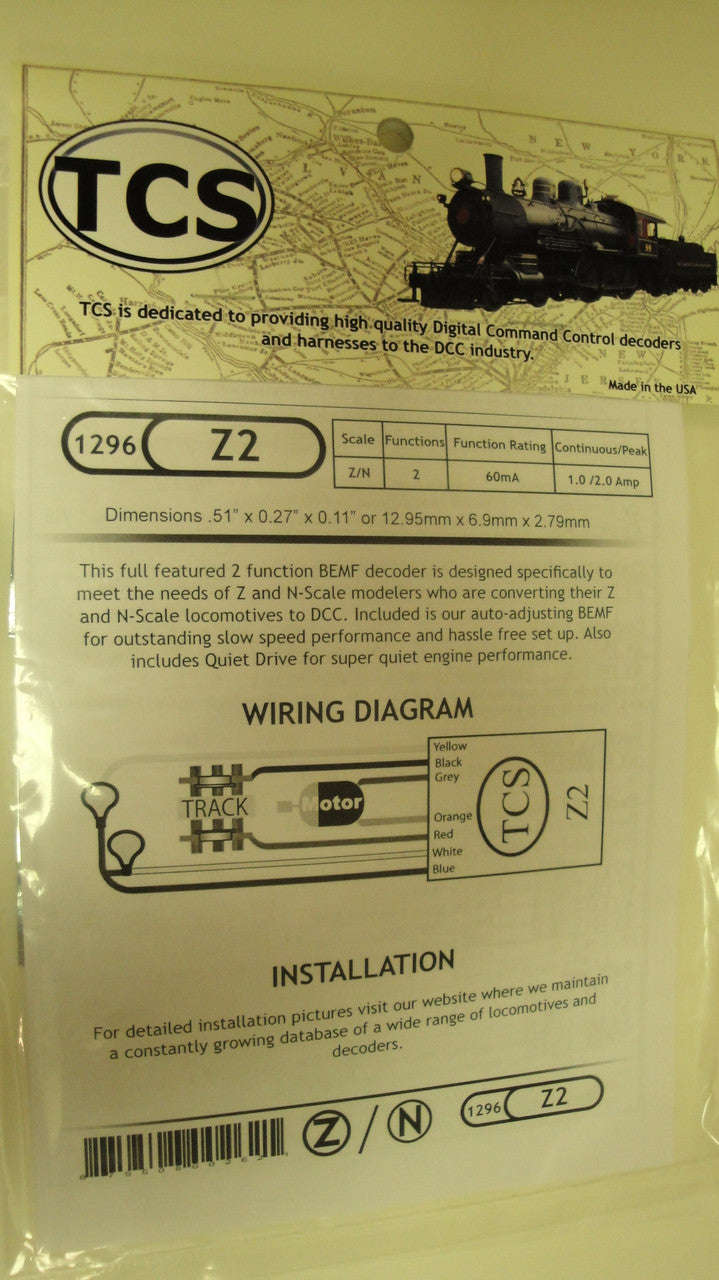 TCS
NEW YORK
TCS is dedicated to providing high quality Digital Command Control decoders
and harnesses to the DCC industry.
Made in the USA
1296 Z2
Scale Functions Function Rating Continuous/Peak
Z/N 2 60mA 1.0 /2.0 Amp
Dimensions .51" x 0.27" x 0.11" or 12.95mm x 6.9mm x 2.79mm
This full featured 2 function BEMF decoder is designed specifically to
meet the needs of Z and N-Scale modelers who are converting their Z
and N-Scale locomotives to DCC. Included is our auto-adjusting BEMF
for outstanding slow speed performance and hassle free set up. Also
includes Quiet Drive for super quiet engine performance.
WIRING DIAGRAM
Yellow
Black
Grey
TRACK
Motor
Orange
Red
White
Blue
TCS
Z2
INSTALLATION
For detailed installation pictures visit our website where we maintain
a constantly growing database of a wide range of locomotives and
decoders.
Z / N
1296 Z2